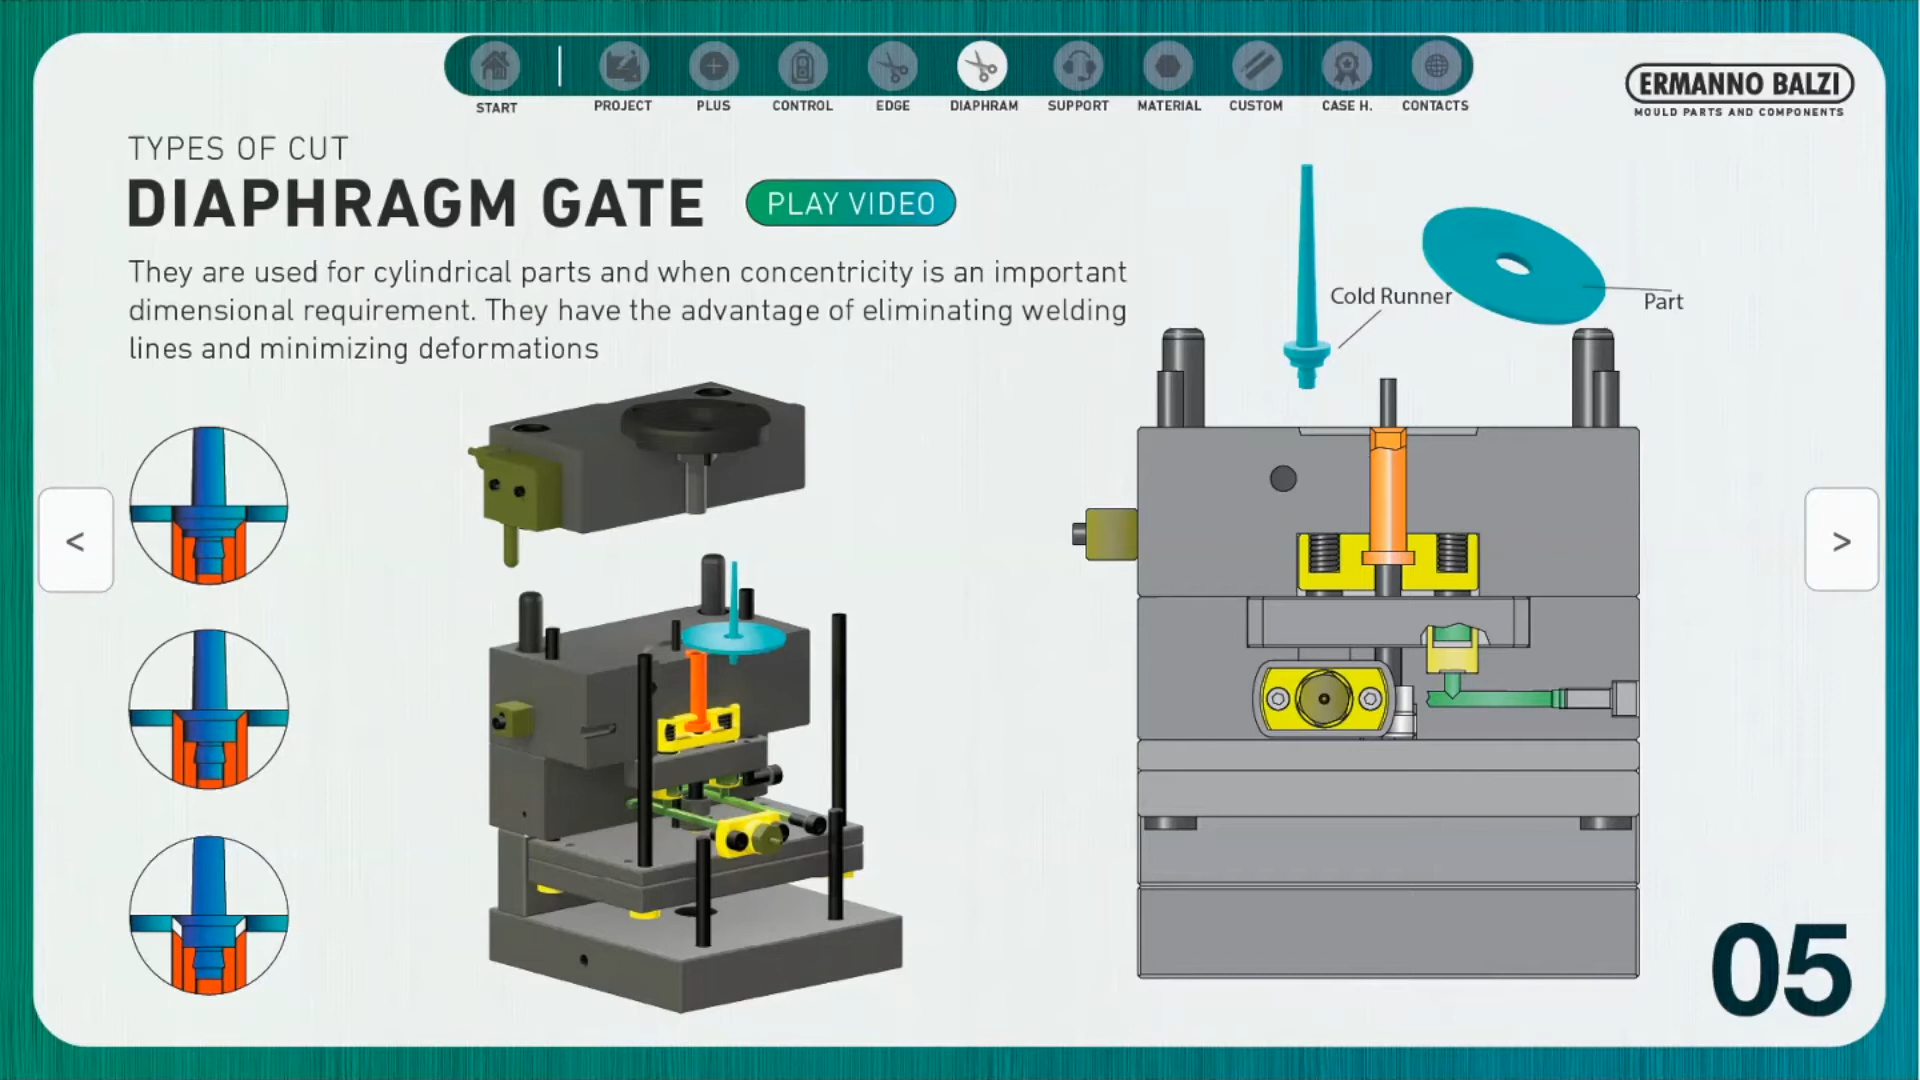 START
PROJECT
PLUS
CONTROL
EDGE
DIAPHRAM
SUPPORT
MATERIAL
CUSTOM
CASE H.
CONTACTS
ERMANNO BALZI
MOULD PARTS AND COMPONENTS
TYPES OF CUT
DIAPHRAGM GATE
PLAY VIDEO
They are used for cylindrical parts and when concentricity is an important
dimensional requirement. They have the advantage of eliminating welding
lines and minimizing deformations
Cold Runner
Part
<
>
05